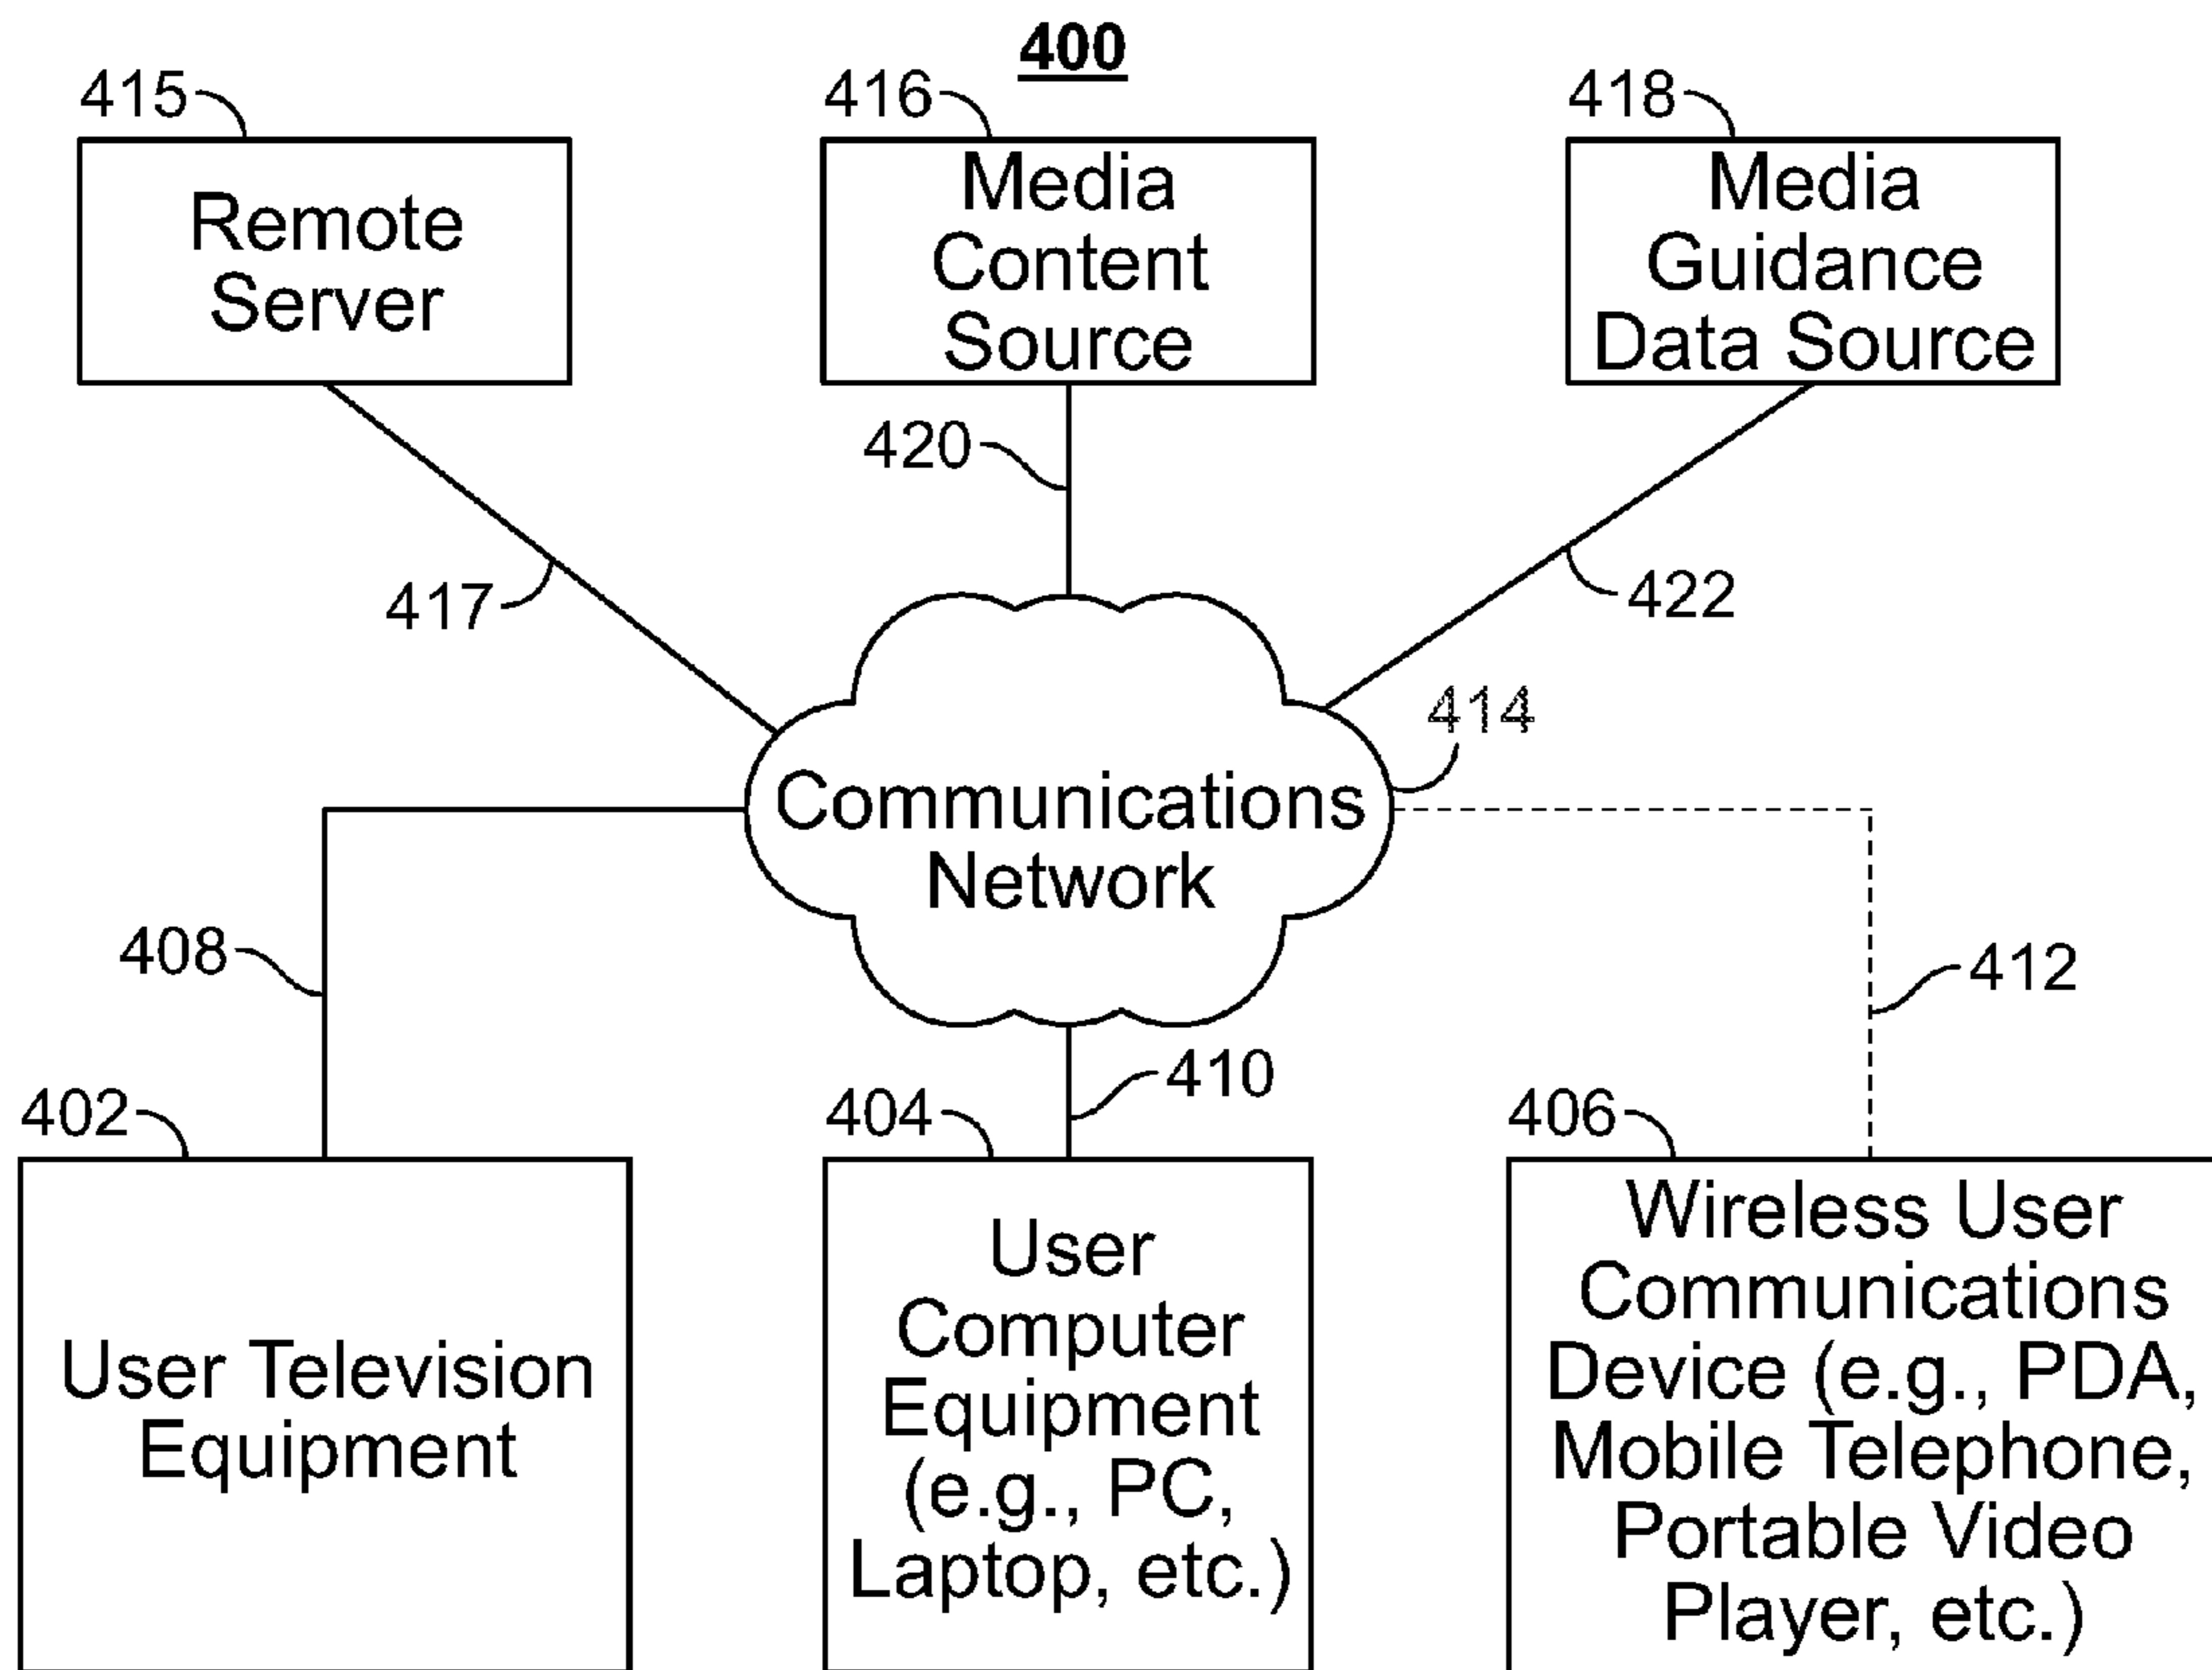 400
415
416
418
Remote
Server
Media
Content
Source
Media
Guidance
Data Source
420
417
422
414
Communications
Network
408
412
410
402
404
406
User Television
Equipment
User
Computer
Equipment
(e.g., PC,
Laptop, etc.)
Wireless User
Communications
Device (e.g., PDA,
Mobile Telephone,
Portable Video
Player, etc.)